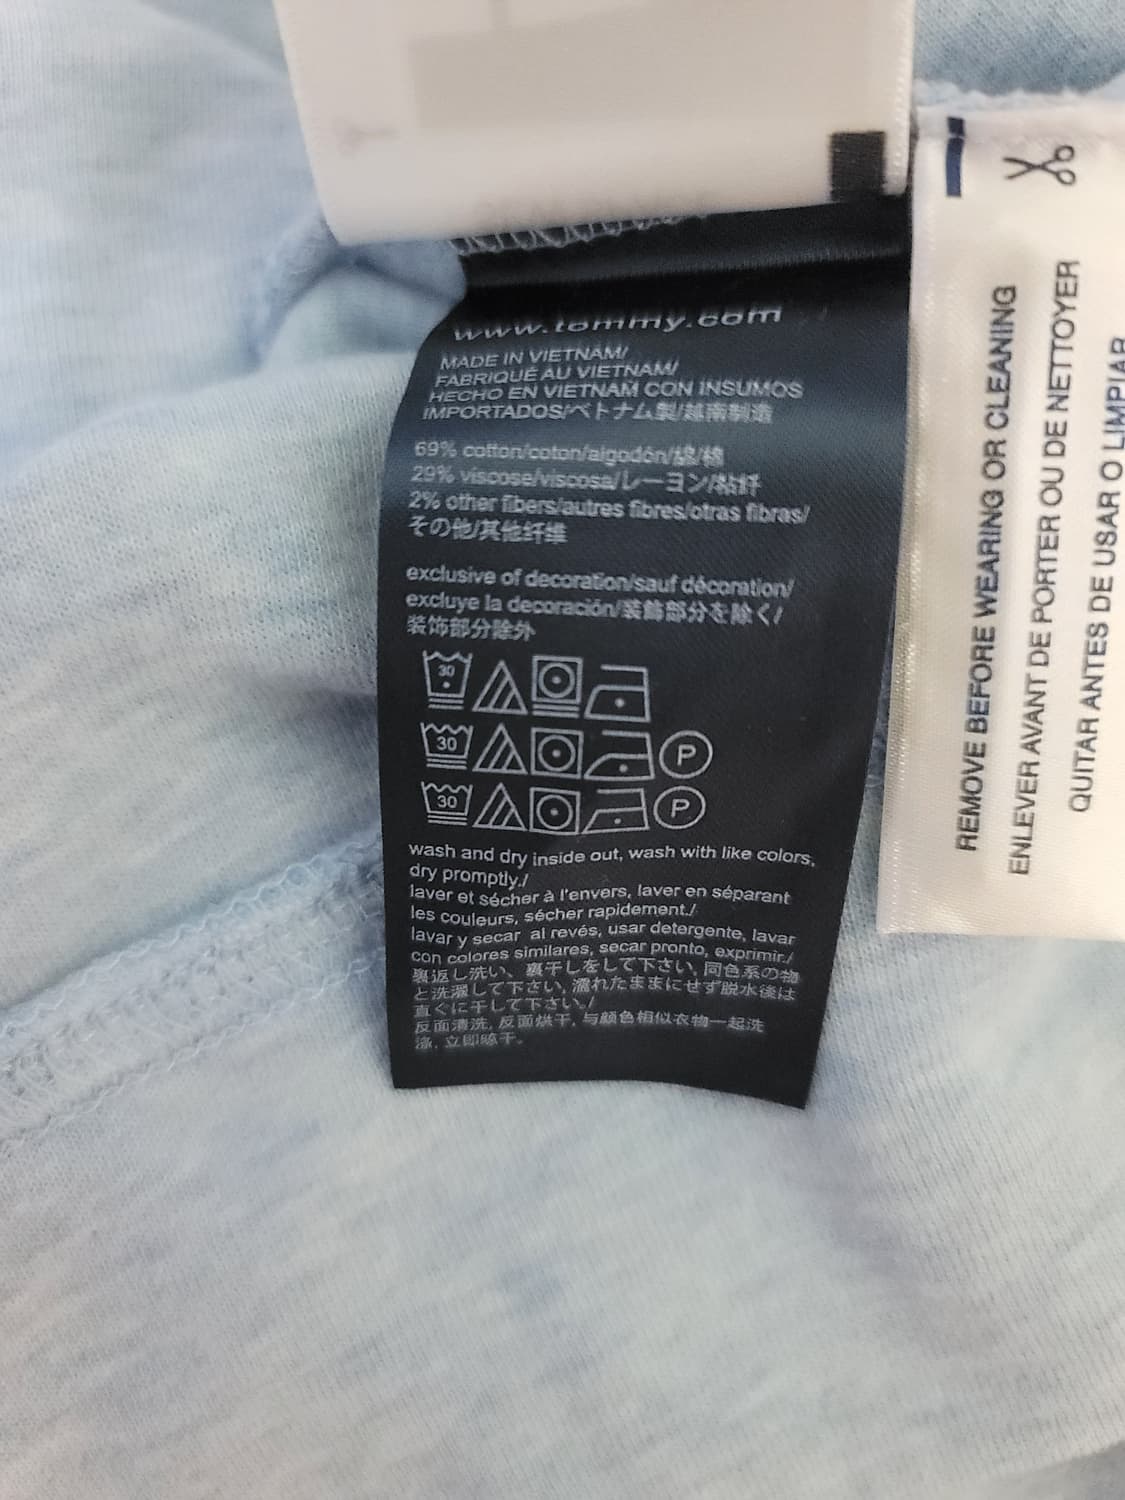 www.tommy.com
MADE IN VIETNAM/
FABRIQUÉ AU VIETNAM/
HECHO EN VIETNAM CON INSUMOS
IMPORTADOS/ベトナム製/越南制造
69% cotton/coton/algodón/綿/棉
29% viscose/viscosa/レーヨン/粘纤
2% other fibers/autres fibres/otras fibras/
その他/其他纤维
exclusive of decoration/sauf décoration/
excluye la decoración/装飾部分を除く/
装饰部分除外
30
30 P
30 P
wash and dry inside out, wash with like colors,
dry promptly./
laver et sécher à l'envers, laver en séparant
les couleurs, sécher rapidement./
lavar y secar al revés, usar detergente, lavar
con colores similares, secar pronto, exprimir./
裏返し洗い、裏干しをして下さい, 同色系の物
と洗濯して下さい, 濡れたままにせず脱水後は
直ぐに干して下さい./
反面清洗, 反面烘干, 与颜色相似衣物一起洗
涤, 立即晾干。
REMOVE BEFORE WEARING OR CLEANING
ENLEVER AVANT DE PORTER OU DE NETTOYER
QUITAR ANTES DE USAR O LIMPIAR